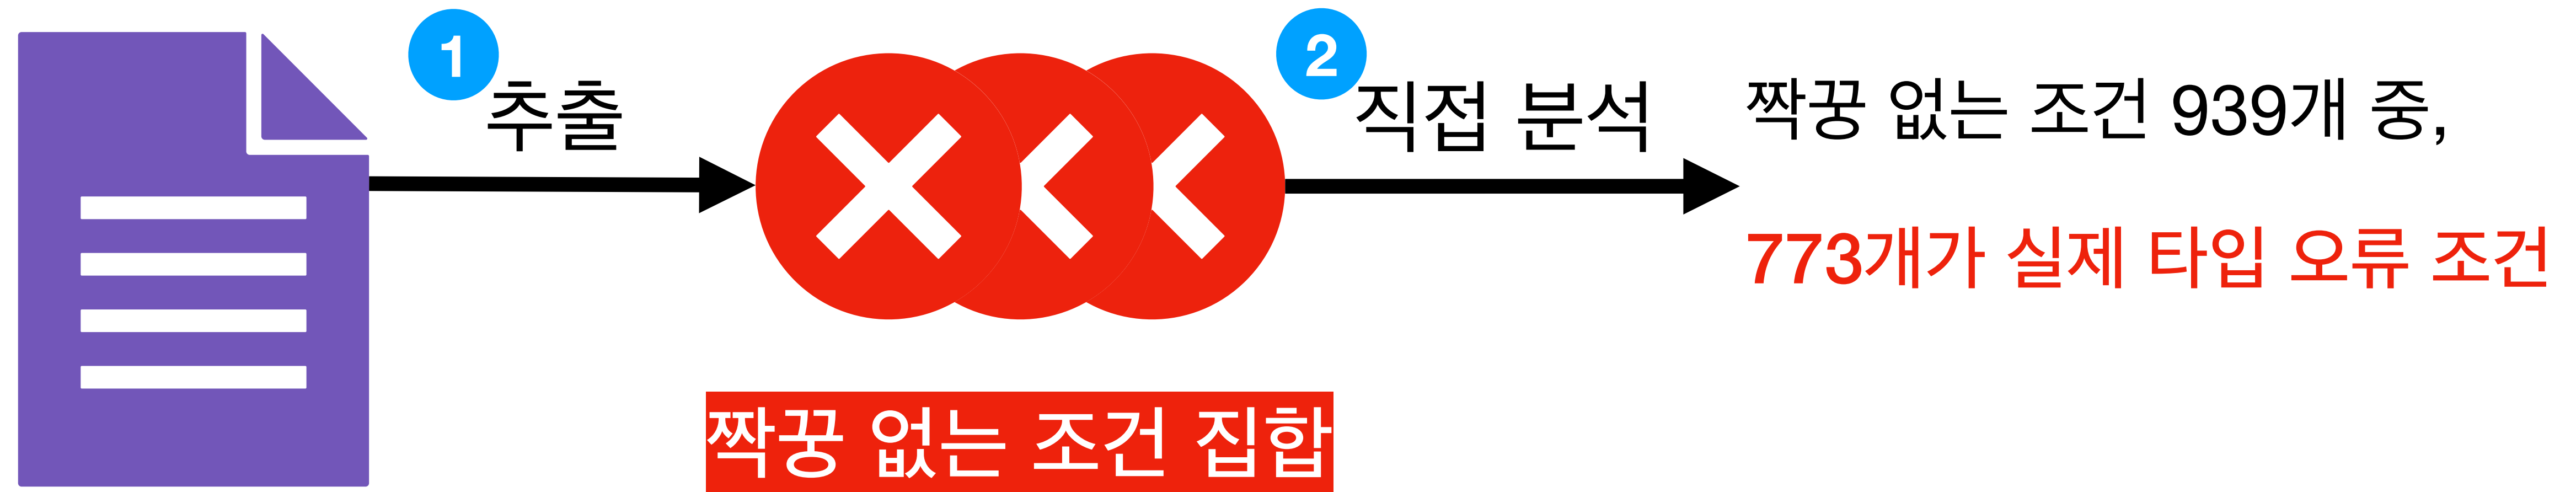 1
추출
2
직접 분석
짝꿍 없는 조건 939개 중,
773개가 실제 타입 오류 조건
짝꿍 없는 조건 집합